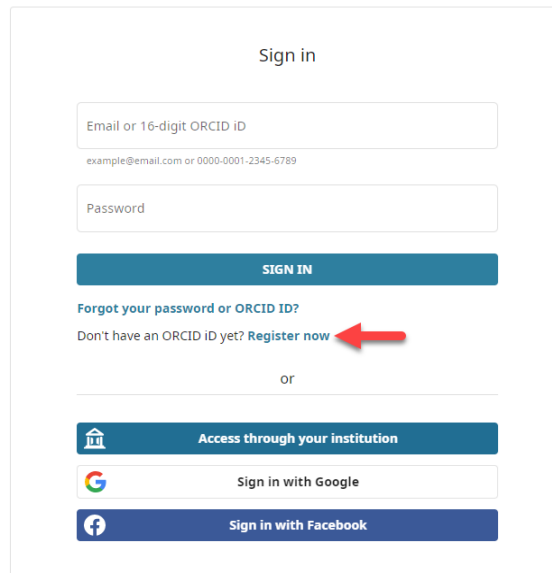 Sign in
Email or 16-digit ORCID iD
example@email.com or 0000-0001-2345-6789
Password
SIGN IN
Forgot your password or ORCID ID?
Don't have an ORCID iD yet? Register now
or
Access through your institution
Sign in with Google
Sign in with Facebook